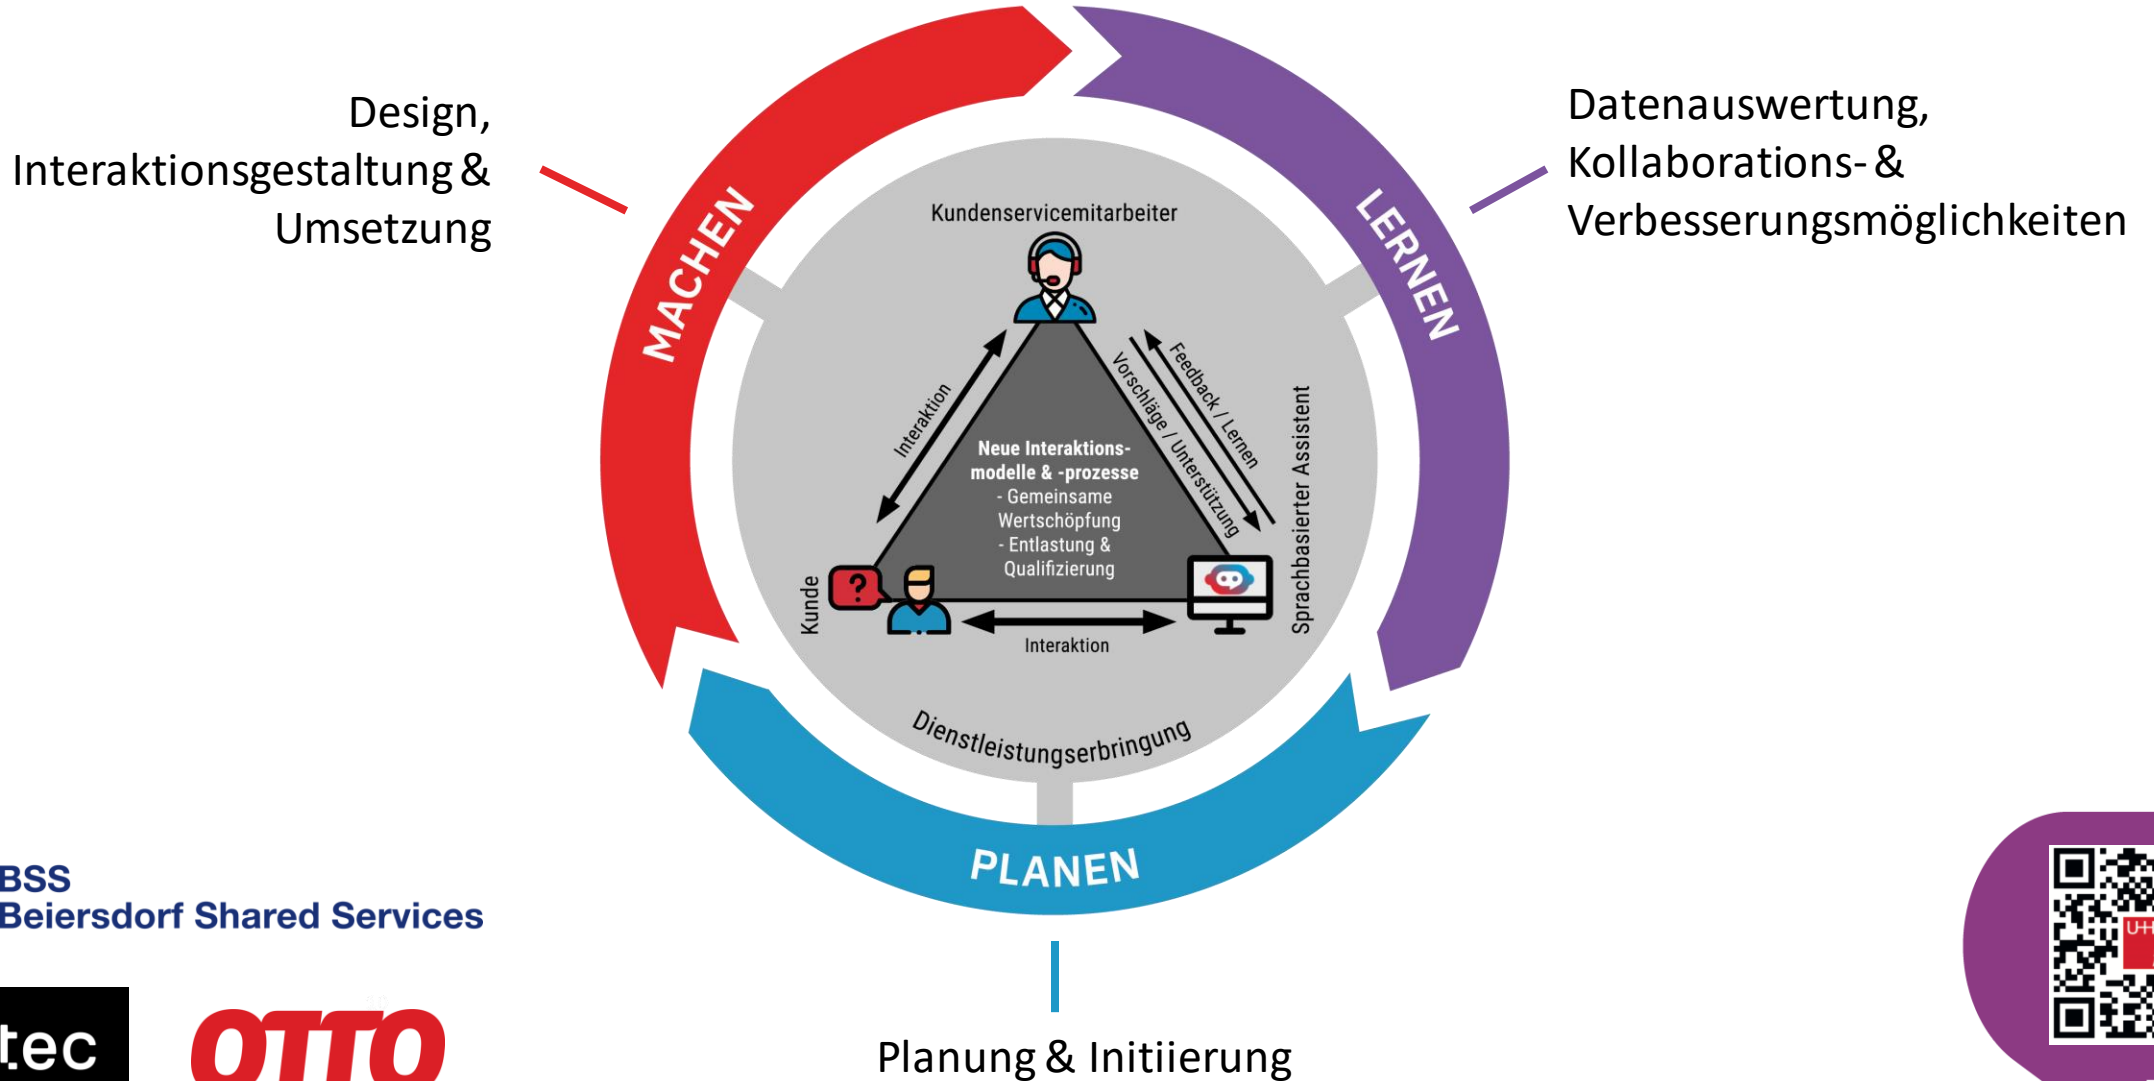 Design,
Interaktionsgestaltung &
Umsetzung
Datenauswertung,
Kollaborations- &
Verbesserungsmöglichkeiten
MACHEN
LERNEN
Kundenservicemitarbeiter
Interaktion
Feedback / Lernen
Vorschläge / Unterstützung
Neue Interaktions-
modelle & -prozesse
- Gemeinsame
Wertschöpfung
- Entlastung &
Qualifizierung
Sprachbasierter Assistent
Kunde
?
Interaktion
Dienstleistungserbringung
PLANEN
BSS
Beiersdorf Shared Services
tec
OTTO
Planung & Initiierung